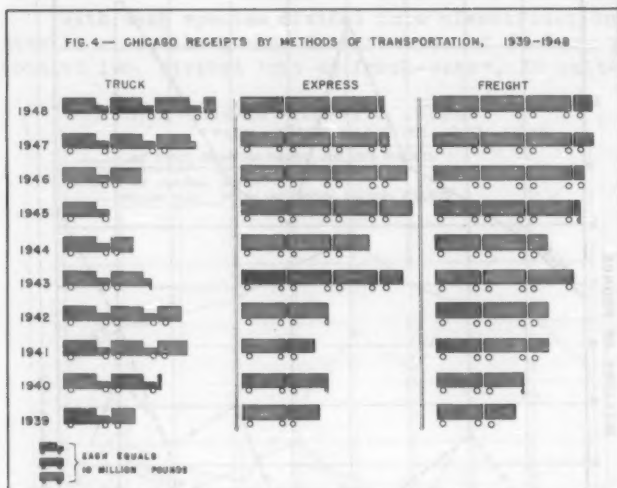 FIG. 4.— CHICAGO RECEIPTS BY METHODS OF TRANSPORTATION, 1939-1948
TRUCK EXPRESS FREIGHT
1948
1947
1946
1945
1944
1943
1942
1941
1940
1939
EACH EQUALS
10 MILLION POUNDS